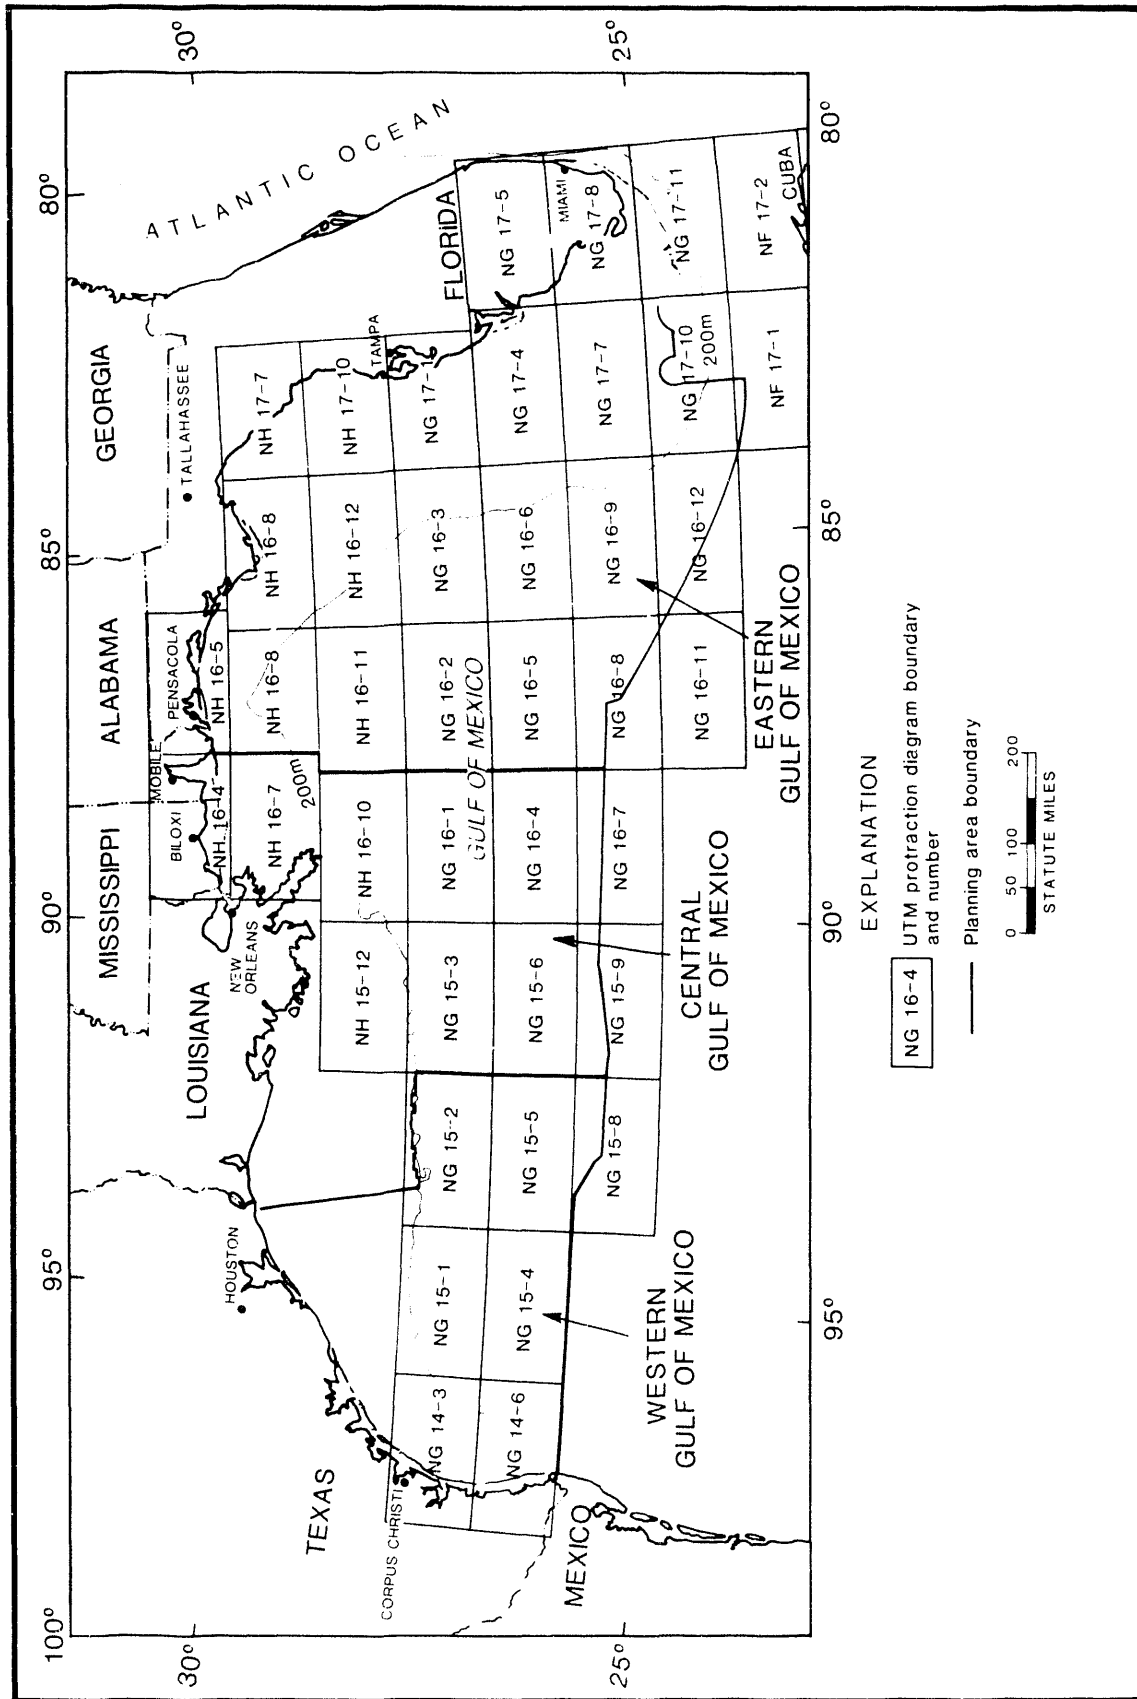 100°
95°
90°
85°
80°
MISSISSIPPI
ALABAMA
GEORGIA
ATLANTIC OCEAN
30°
30°
TEXAS
HOUSTON
LOUISIANA
NEW
ORLEANS
BILOXI
MOBILE
PENSACOLA
TALLAHASSEE
NH 16-4
NH 16-5
NH 16-7
200m
NH 16-8
NH 16-8
NH 17-7
NH 15-12
NH 16-10
NH 16-11
NH 16-12
NH 17-10
TAMPA
FLORIDA
CORPUS CHRISTI
NG 14-3
NG 15-1
NG 15-2
NG 15-3
NG 16-1
NG 16-2
NG 16-3
NG 17-1
GULF OF MEXICO
NG 14-6
NG 15-4
NG 15-5
NG 15-6
NG 16-4
NG 16-5
NG 16-6
NG 17-4
NG 17-5
MIAMI
MEXICO
NG 15-8
NG 15-9
NG 16-7
NG 16-8
NG 16-9
NG 17-7
NG 17-8
25°
25°
WESTERN
GULF OF MEXICO
CENTRAL
GULF OF MEXICO
EASTERN
GULF OF MEXICO
NG 16-11
NG 16-12
NG 17-10
200m
NG 17-11
NF 17-1
NF 17-2
CUBA
95°
90°
85°
80°
EXPLANATION
NG 16-4
UTM protraction diagram boundary
and number
Planning area boundary
0 50 100 200
STATUTE MILES